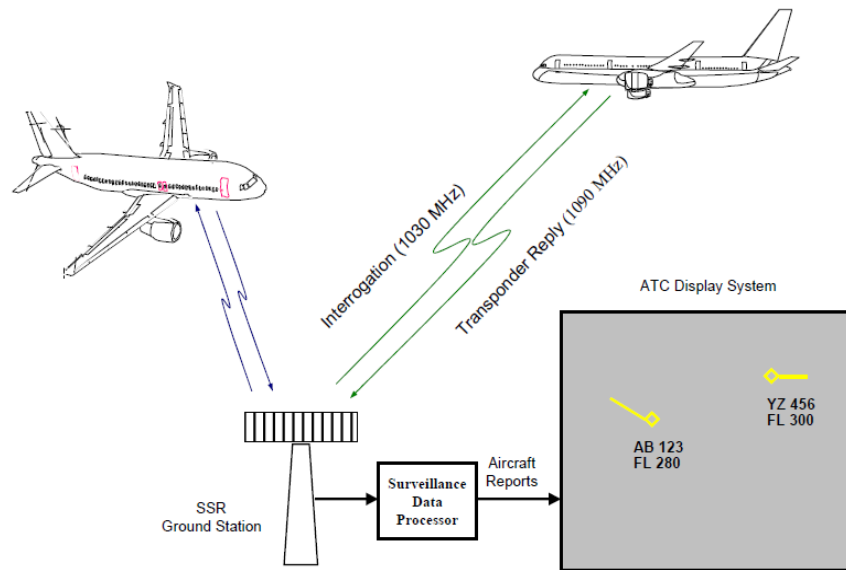 Interrogation (1030 MHz)
Transponder Reply (1090 MHz)
ATC Display System
YZ 456
FL 300
AB 123
FL 280
SSR
Ground Station
Surveillance
Data
Processor
Aircraft
Reports